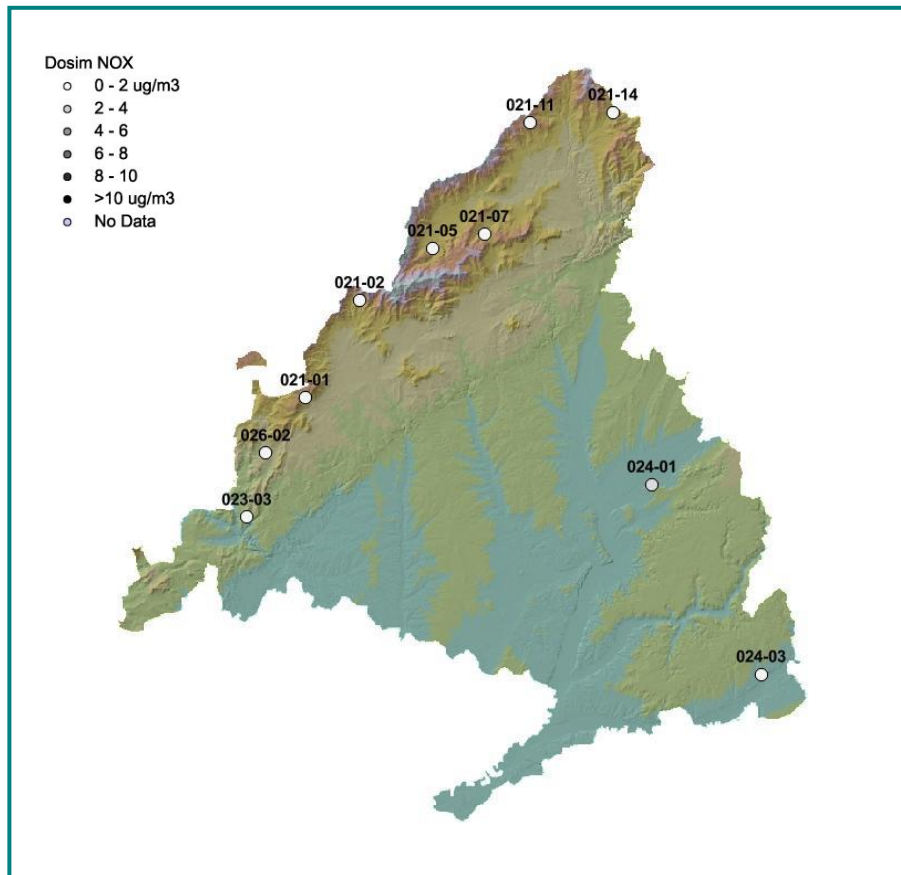 Dosim NOX
0 - 2 ug/m3
2 - 4
4 - 6
6 - 8
8 - 10
>10 ug/m3
No Data
021-14
021-11
021-07
021-05
021-02
021-01
026-02
024-01
023-03
024-03